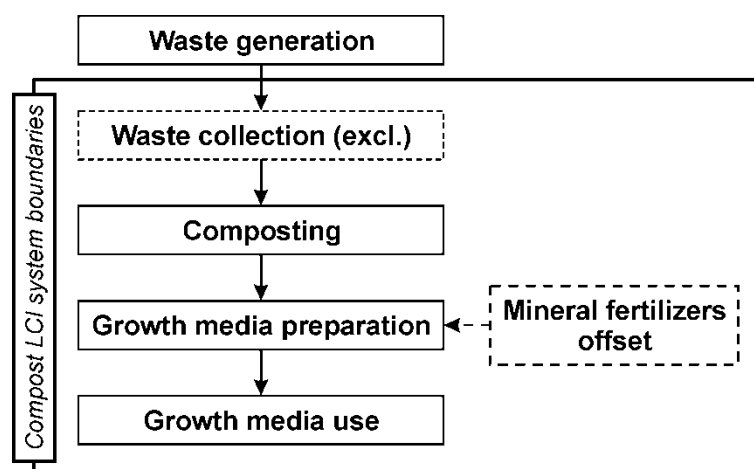 Waste generation
Compost LCI system boundaries
Waste collection (excl.)
Composting
Growth media preparation
Mineral fertilizers
offset
Growth media use